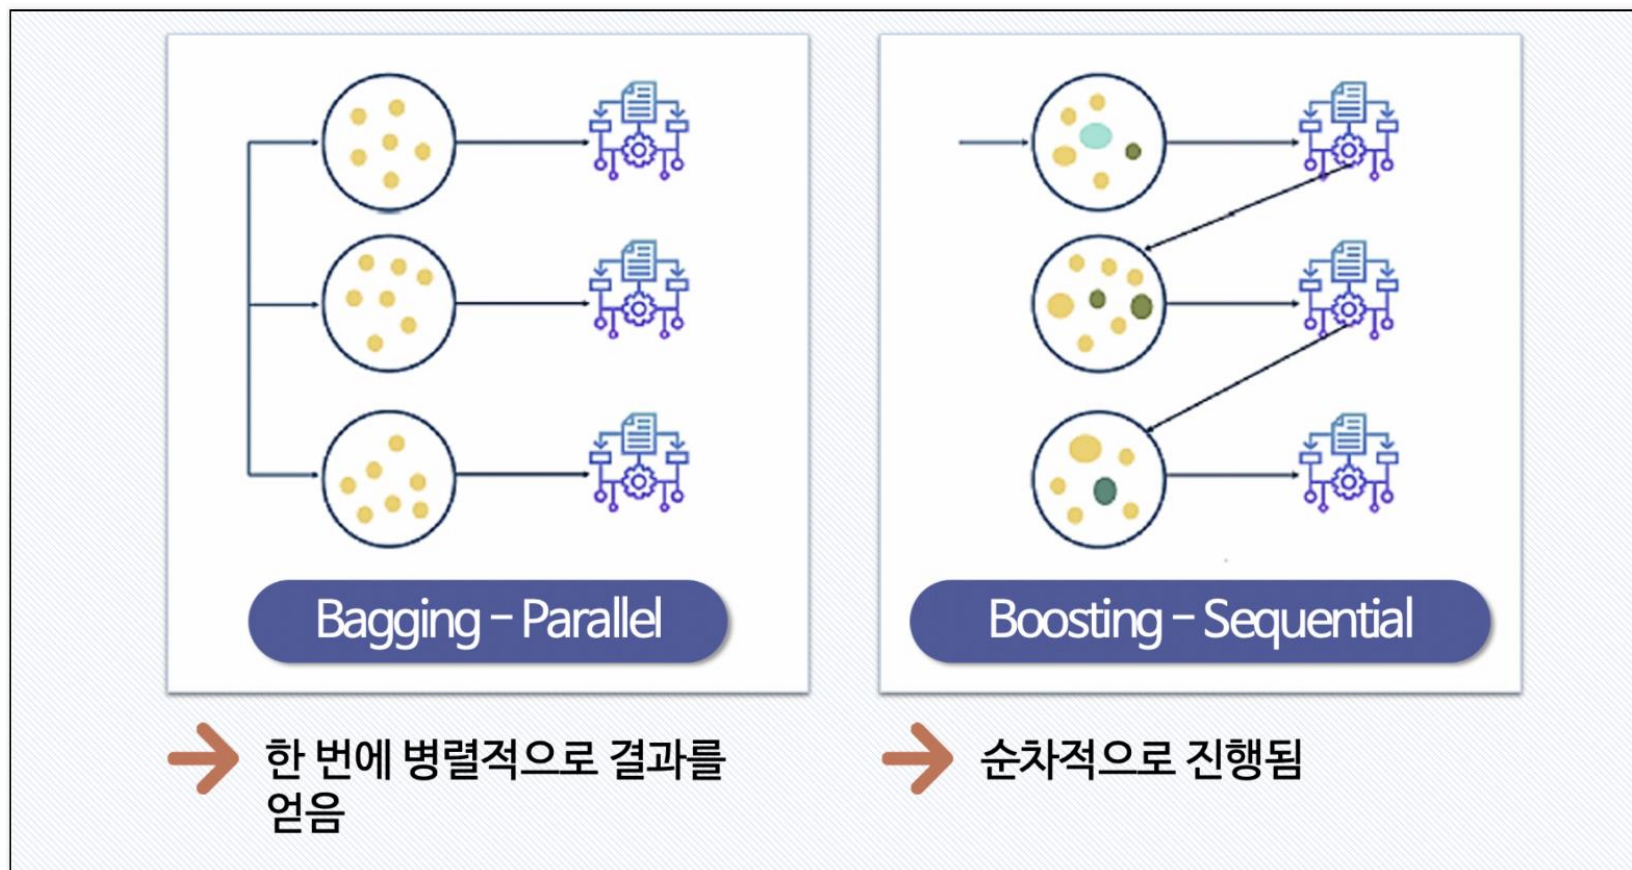 Bagging – Parallel
한 번에 병렬적으로 결과를
얻음
Boosting – Sequential
순차적으로 진행됨